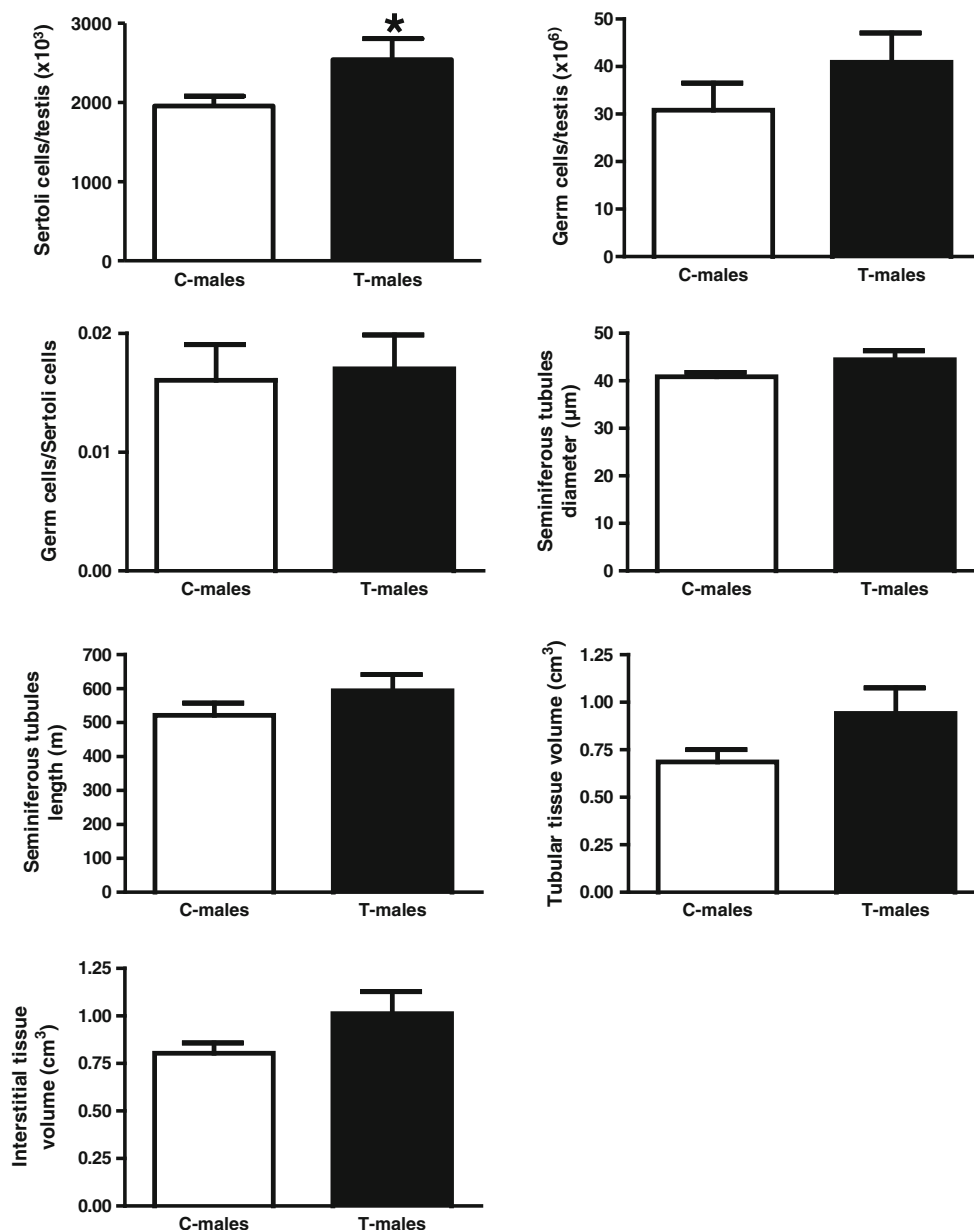 Sertoli cells/testis (x10³)
3000
2000
1000
0
C-males T-males
*
Germ cells/testis (x10⁶⁾
50
40
30
20
10
0
C-males T-males
Germ cells/Sertoli cells
0.02
0.01
0.00
C-males T-males
Seminiferous tubules
diameter (µm)
50
40
30
20
10
0
C-males T-males
Seminiferous tubules
length (m)
700
600
500
400
300
200
100
0
C-males T-males
Tubular tissue volume (cm³)
1.25
1.00
0.75
0.50
0.25
0.00
C-males T-males
Interstitial tissue
volume (cm³)
1.25
1.00
0.75
0.50
0.25
0.00
C-males T-males